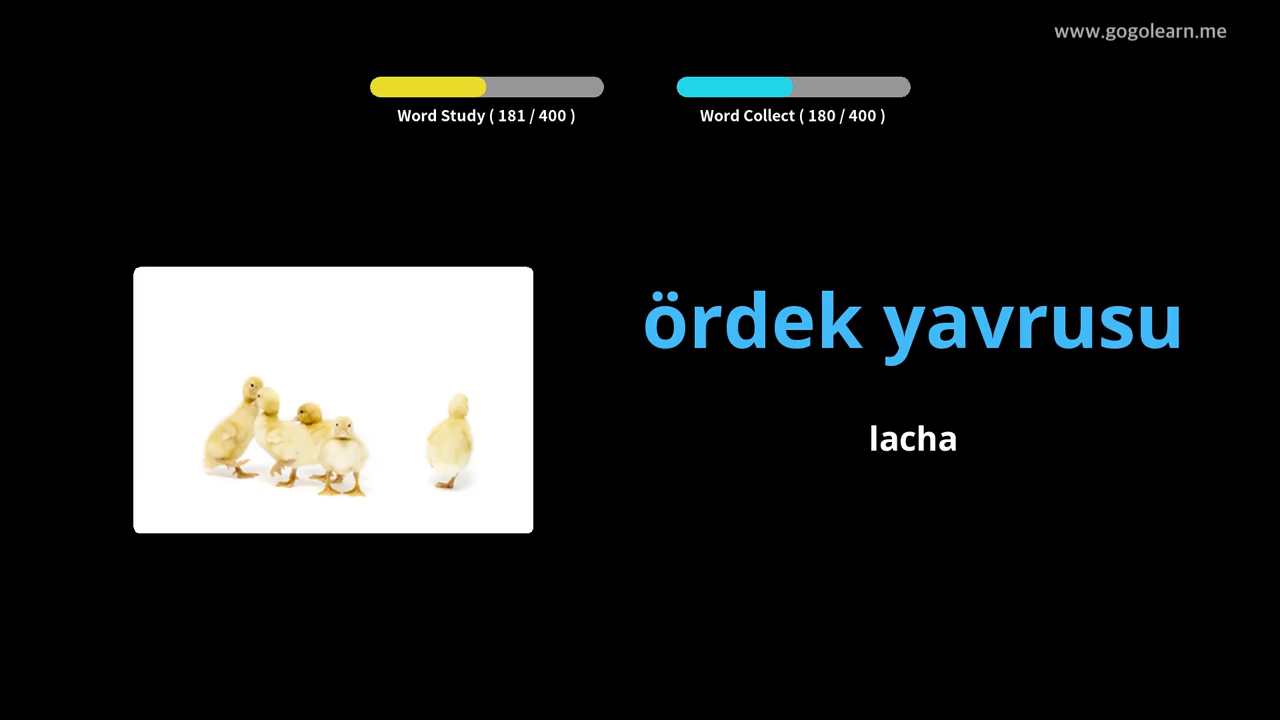 www.gogolearn.me
Word Study ( 181 / 400 )
Word Collect ( 180 / 400 )
ördek yavrusu
lacha